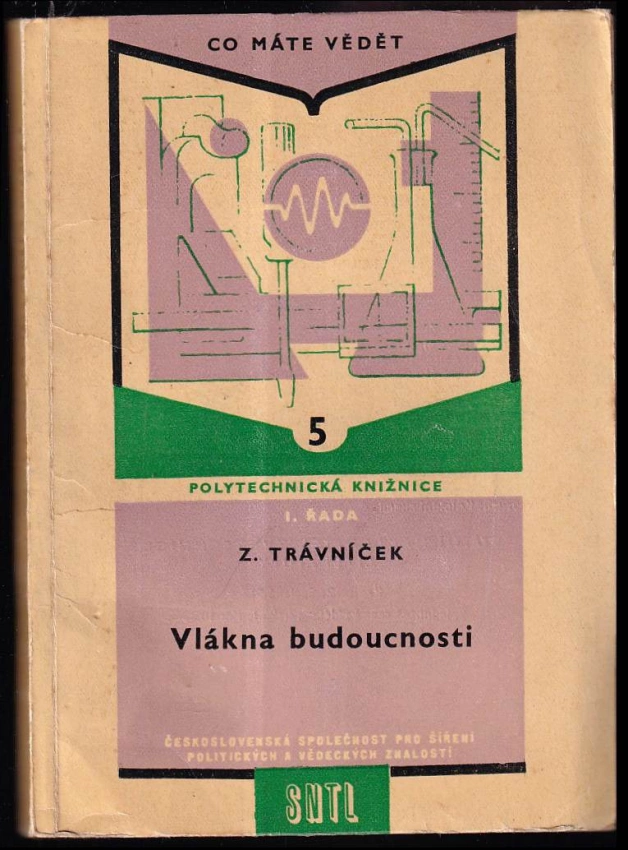 CO MÁTE VĚDĚT
5
POLYTECHNICKÁ KNIŽNICE
I. ŘADA
Z. TRÁVNÍČEK
Vlákna budoucnosti
ČESKOSLOVENSKÁ SPOLEČNOST PRO ŠÍŘENÍ
POLITICKÝCH A VĚDECKÝCH ZNALOSTÍ
SNTL